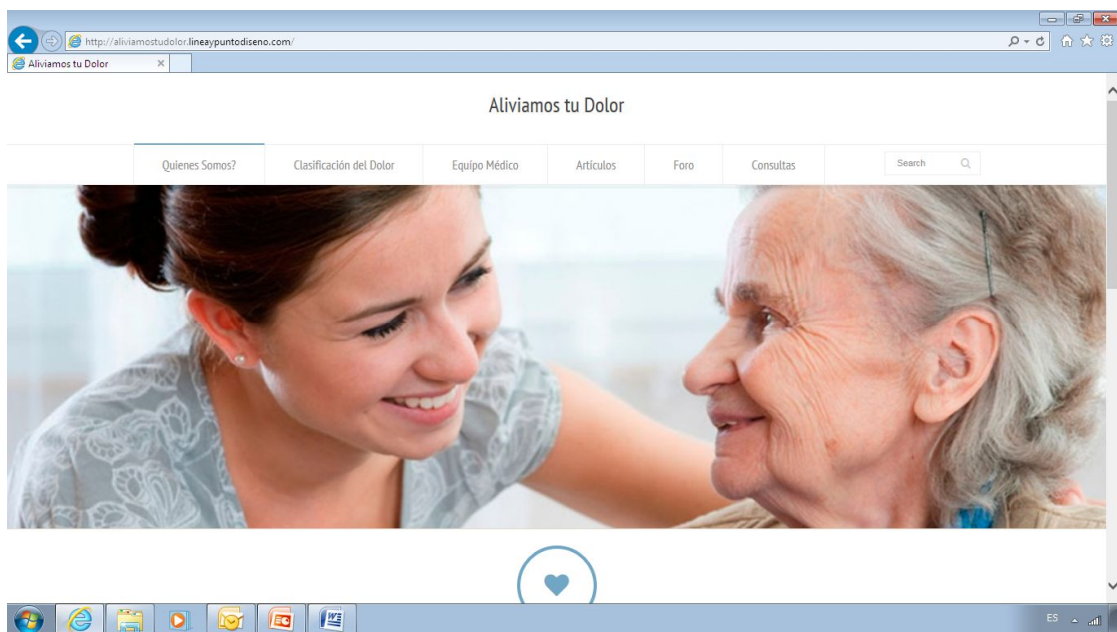 http://aliviamostudolor.lineaypuntodiseno.com/
Aliviamos tu Dolor
Aliviamos tu Dolor
Quienes Somos? Clasificación del Dolor Equipo Médico Artículos Foro Consultas Search
ES